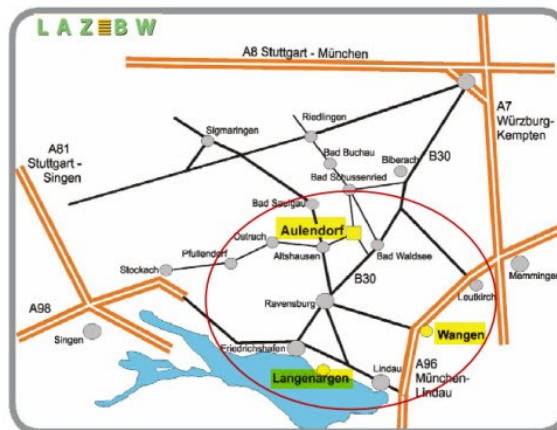 LAZBW
A8 Stuttgart - München
A7
Würzburg-
Kempten
A81
Stuttgart -
Singen
Riedlingen
Sigmaringen
Bad Buchau
Biberach
B30
Bad Schussenried
Bad Saulgau
Aulendorf
Ostrach
Pfullendorf
Altshausen
Bad Waldsee
Stockach
B30
Memmingen
Leutkirch
A98
Ravensburg
Singen
Wangen
Friedrichshafen
A96
München-
Lindau
Langenargen
Lindau